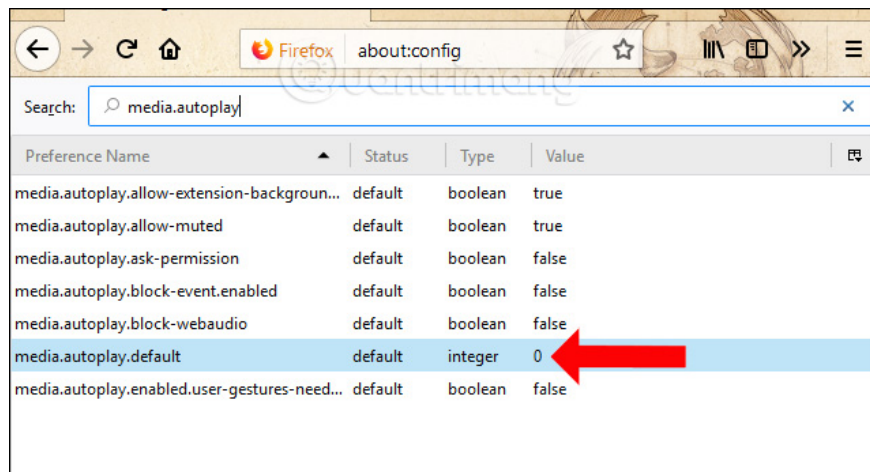 Firefox about:config
Quantrimang
Search: media.autoplay
Preference Name Status Type Value
media.autoplay.allow-extension-backgroun... default boolean true
media.autoplay.allow-muted default boolean true
media.autoplay.ask-permission default boolean false
media.autoplay.block-event.enabled default boolean false
media.autoplay.block-webaudio default boolean false
media.autoplay.default default integer 0
media.autoplay.enabled.user-gestures-need... default boolean false